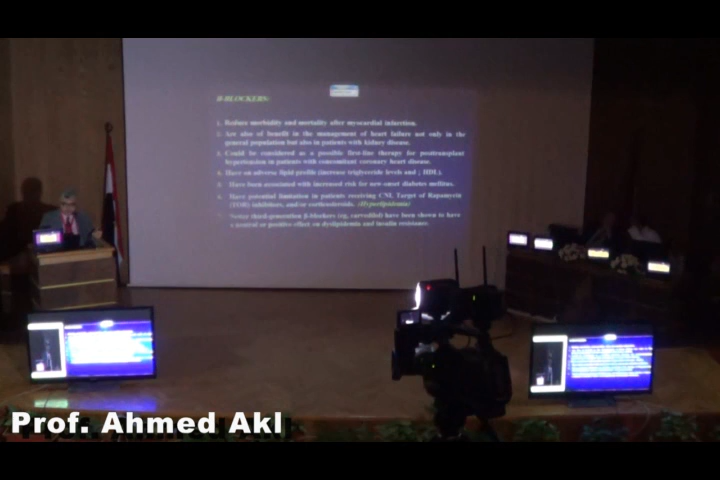 B-BLOCKERS:
1. Reduce morbidity and mortality after myocardial infarction.
2. Are also of benefit in the management of heart failure not only in the
general population but also in patients with kidney disease.
3. Could be considered as a possible first-line therapy for posttransplant
hypertension in patients with concomitant coronary heart disease.
4. Have on adverse lipid profile (increase triglyceride levels and ↓ HDL).
5. Have been associated with increased risk for new-onset diabetes mellitus.
6. Have potential limitation in patients receiving CNI, Target of Rapamycin
(TOR) inhibitors, and/or corticosteroids. (Hyperlipidemia)
7. Newer third-generation β-blockers (eg, carvedilol) have been shown to have
a neutral or positive effect on dyslipidemia and insulin resistance.
Prof. Ahmed Akl